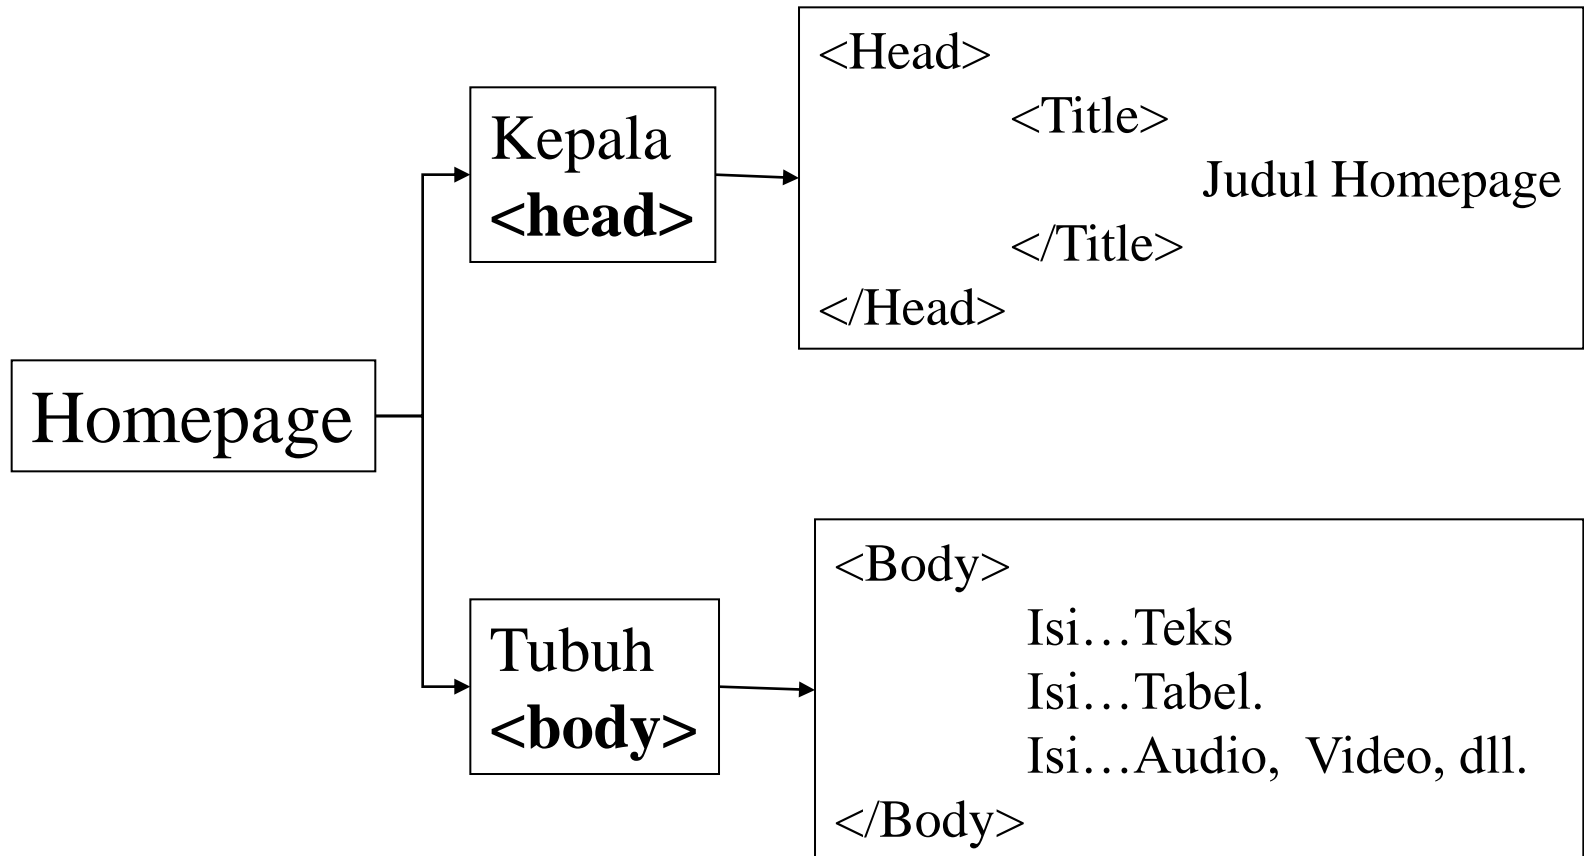 Homepage
Kepala
<head>
<Head>
<Title>
Judul Homepage
</Title>
</Head>
Tubuh
<body>
<Body>
Isi…Teks
Isi…Tabel.
Isi…Audio, Video, dll.
</Body>